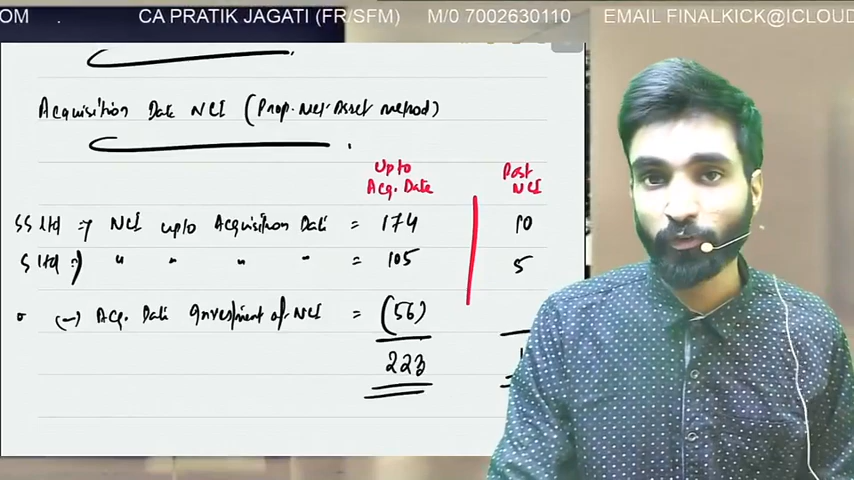 OM . CA PRATIK JAGATI (FR/SFM) M/0 7002630110 EMAIL FINALKICK@ICLOUD
Acquisition Date NCI (Prop. Net-Asset method)
Upto Post
Acq. Date NCI
SS ltd => NCI upto Acquisition Date = 174 10
S ltd => " " " " = 105 5
(-) Acq. Date Investment of NCI = (56)
223